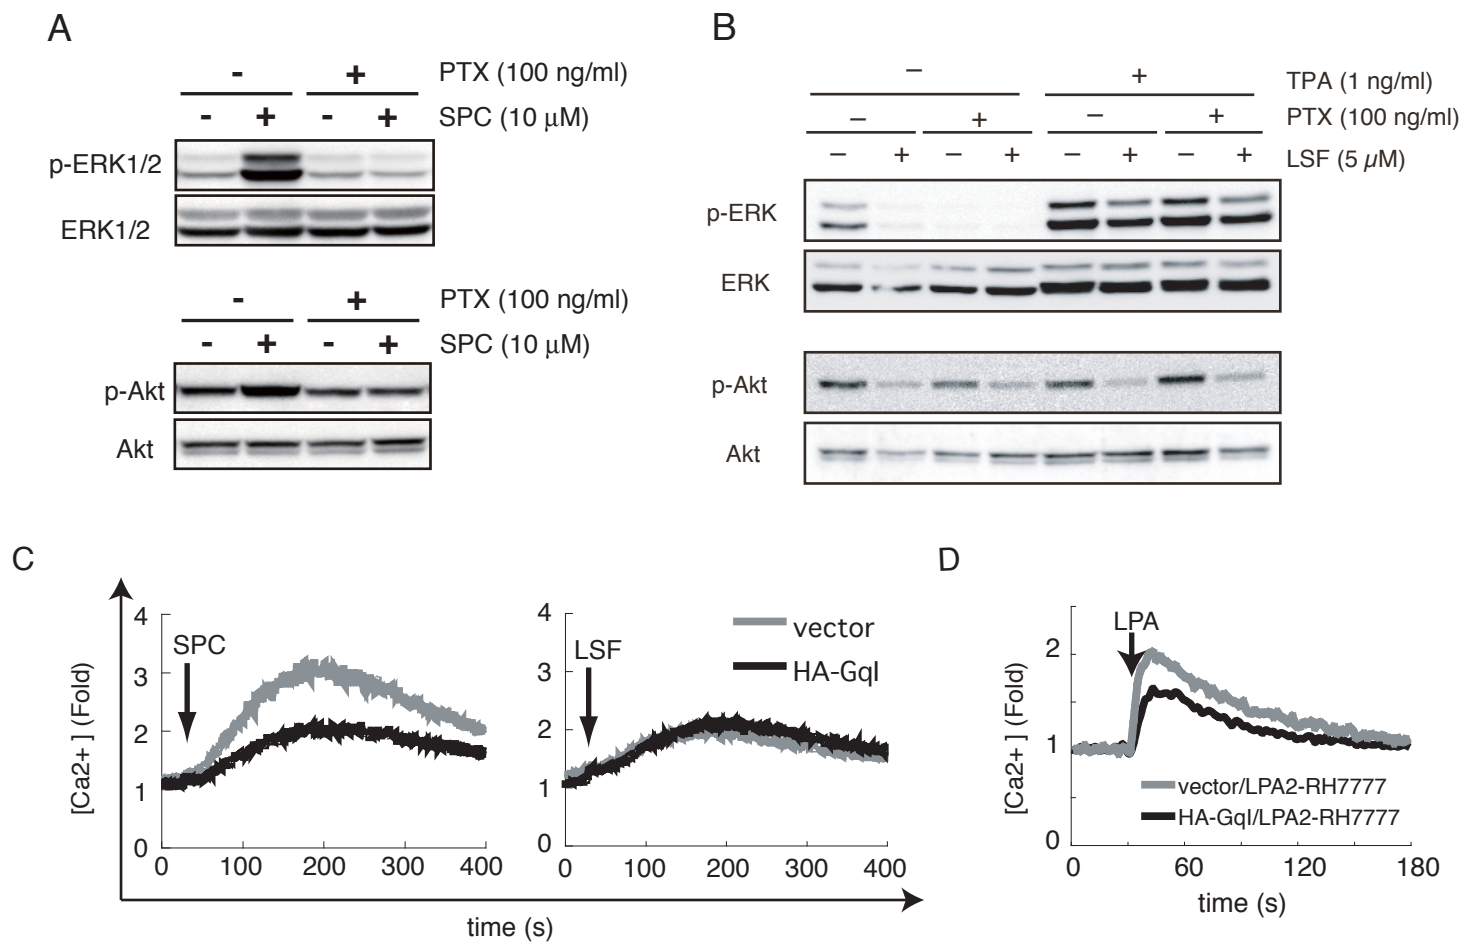 A
- + PTX (100 ng/ml)
- + - + SPC (10 μM)
p-ERK1/2
ERK1/2
- + PTX (100 ng/ml)
- + - + SPC (10 μM)
p-Akt
Akt
B
− + TPA (1 ng/ml)
− + − + PTX (100 ng/ml)
− + − + − + − + LSF (5 μM)
p-ERK
ERK
p-Akt
Akt
C
[Ca2+ ] (Fold)
4
3
2
1
0
SPC
0 100 200 300 400
4
3
2
1
0
LSF
vector
HA-GqI
0 100 200 300 400
time (s)
D
[Ca2+ ] (Fold)
2
1
0
LPA
vector/LPA2-RH7777
HA-GqI/LPA2-RH7777
0 60 120 180
time (s)